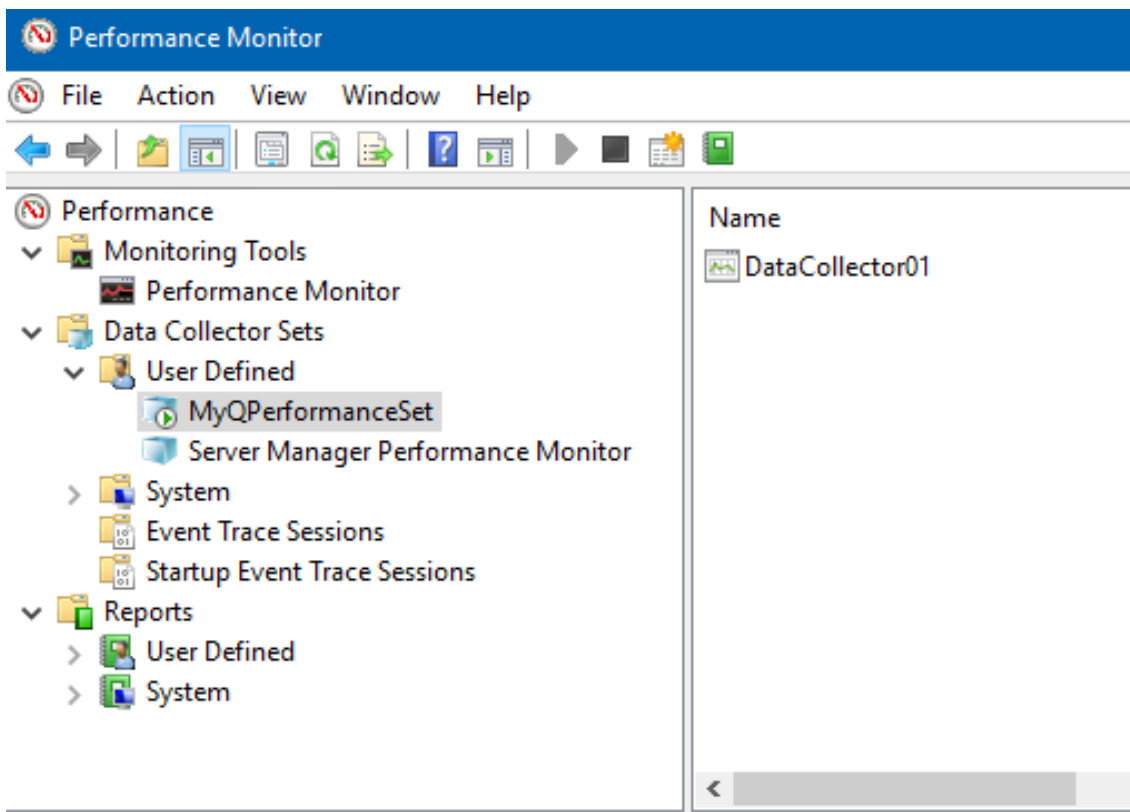 Performance Monitor
File Action View Window Help
Performance
Monitoring Tools
Performance Monitor
Data Collector Sets
User Defined
MyQPerformanceSet
Server Manager Performance Monitor
System
Event Trace Sessions
Startup Event Trace Sessions
Reports
User Defined
System
Name
DataCollector01